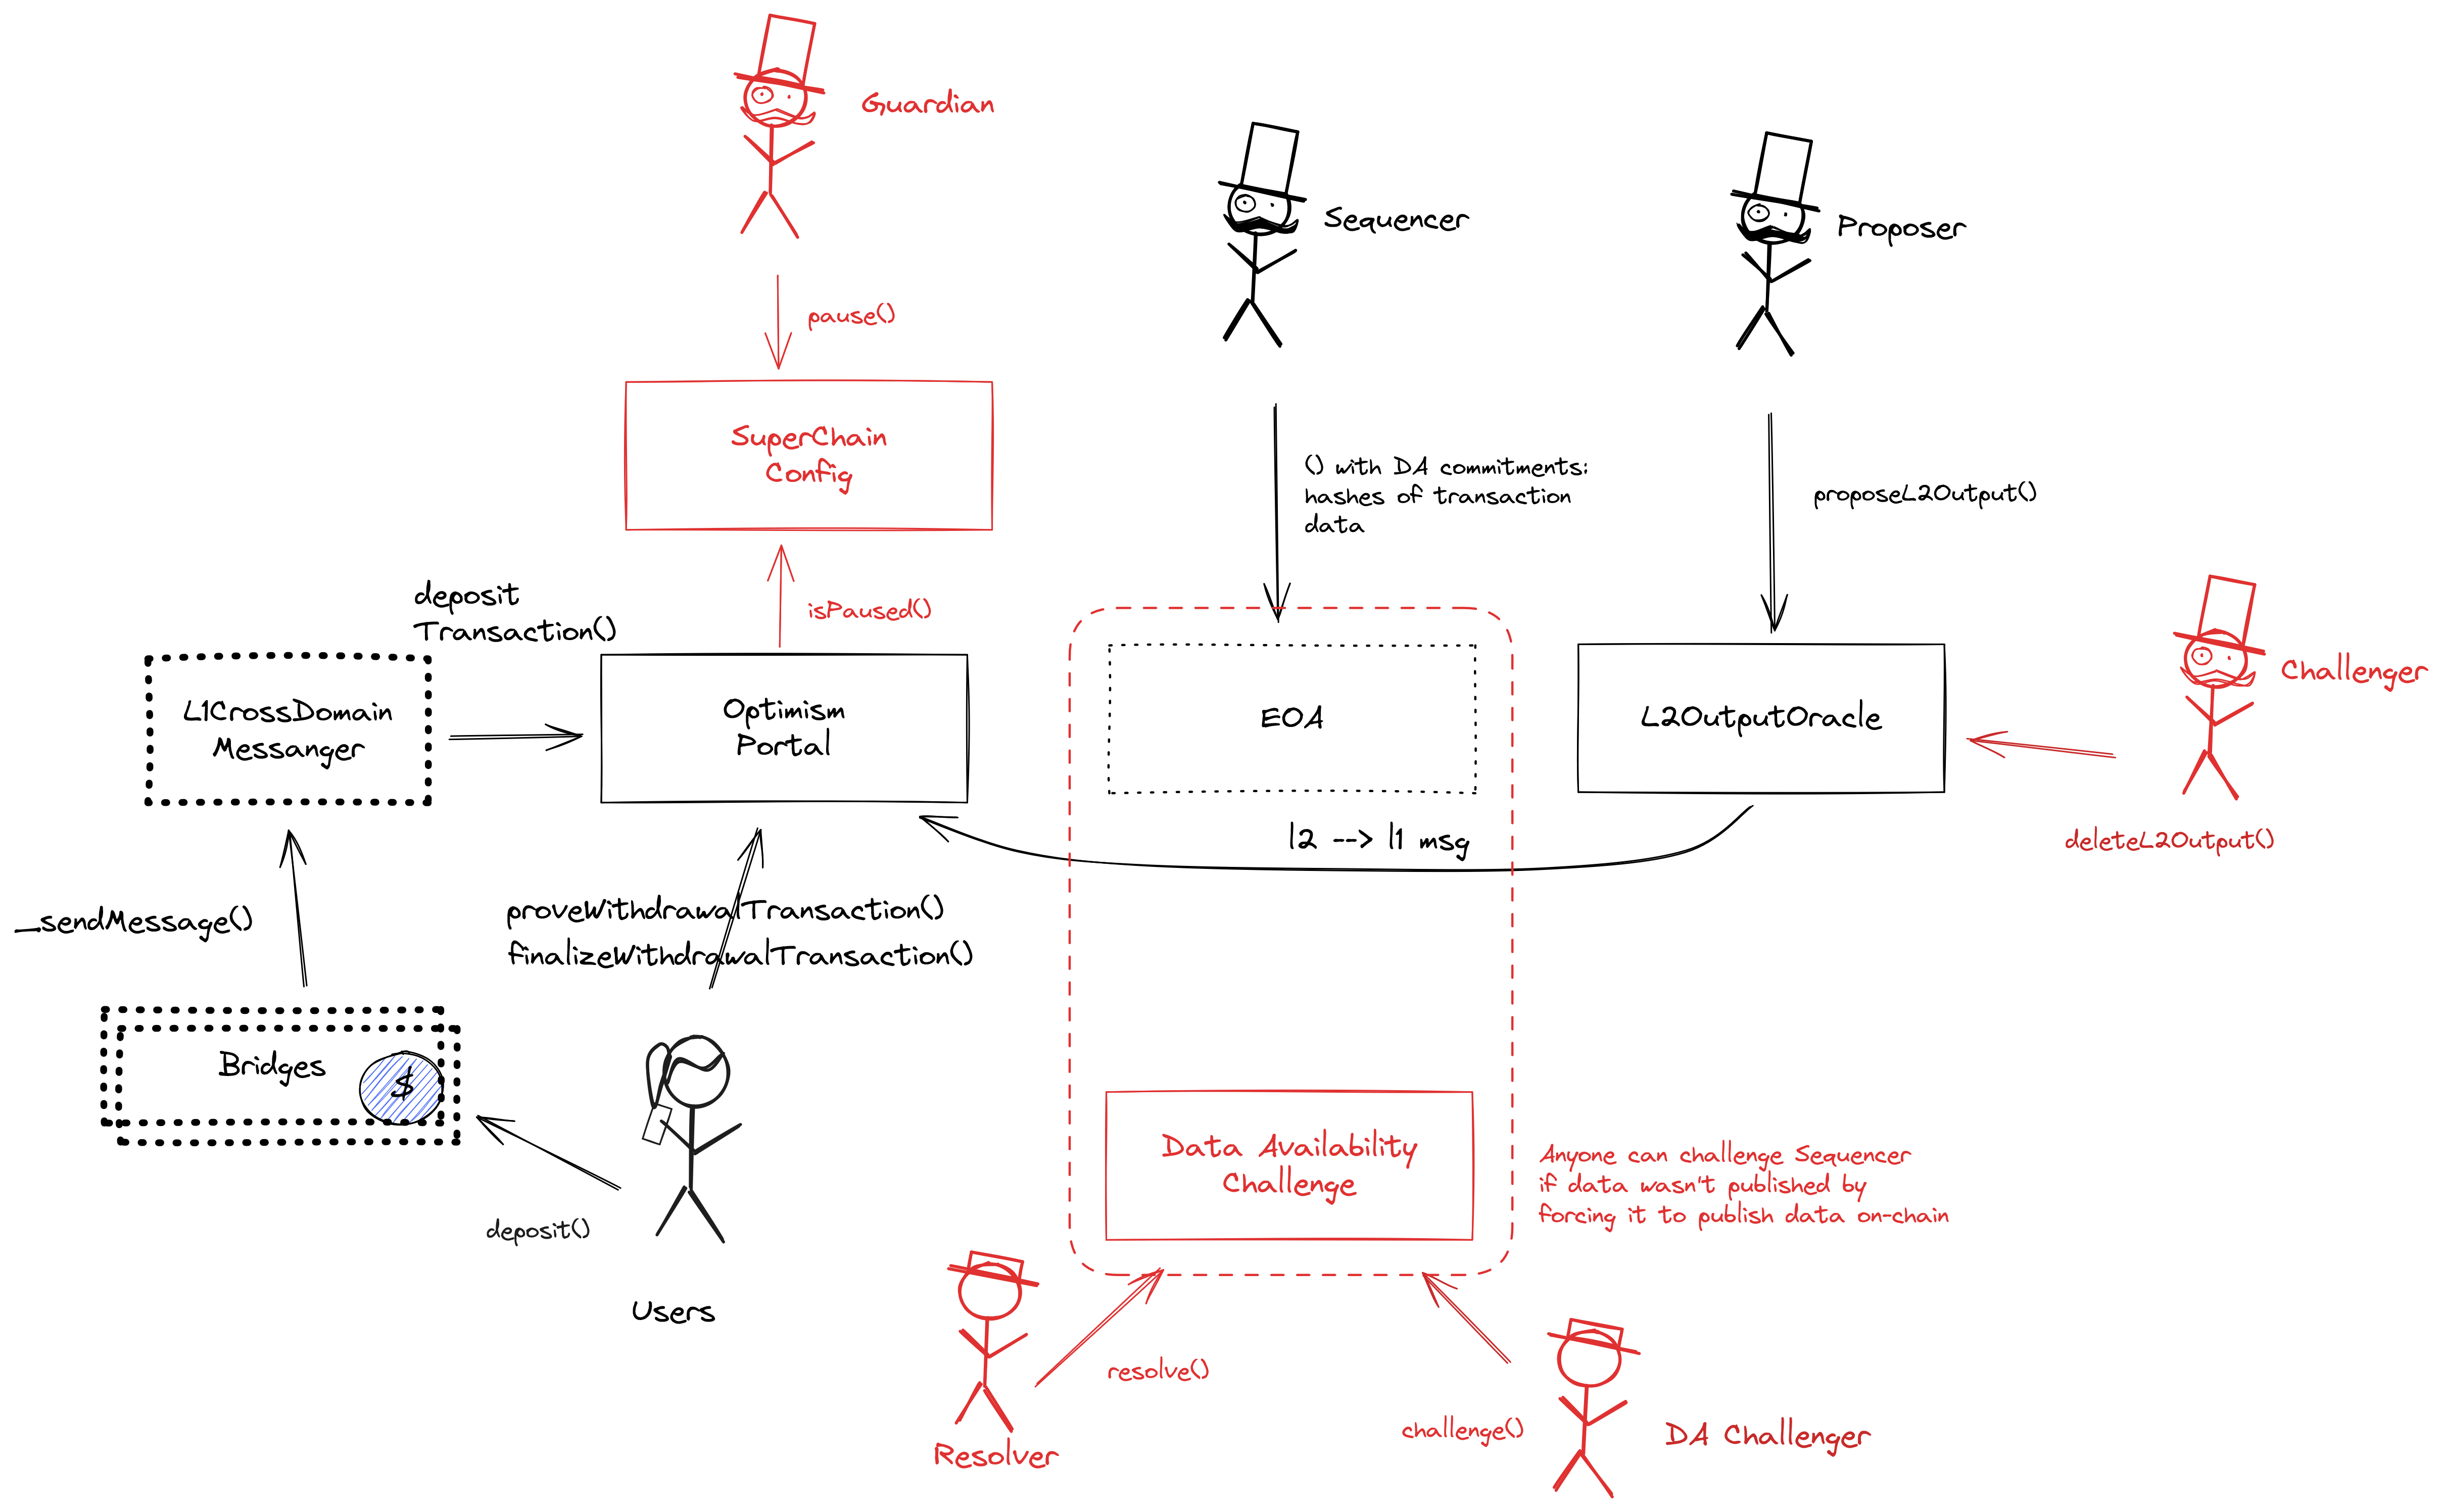 Guardian
Sequencer
Proposer
pause()
SuperChain
Config
() with DA commitments:
hashes of transaction
data
proposeL2Output()
deposit
Transaction()
isPaused()
L1CrossDomain
Messanger
Optimism
Portal
EOA
L2OutputOracle
Challenger
l2 --> l1 msg
deleteL2Output()
_sendMessage()
proveWithdrawalTransaction()
finalizeWithdrawalTransaction()
Bridges
$
Data Availability
Challenge
Anyone can challenge Sequencer
if data wasn't published by
forcing it to publish data on-chain
deposit()
Users
resolve()
challenge()
Resolver
DA Challenger